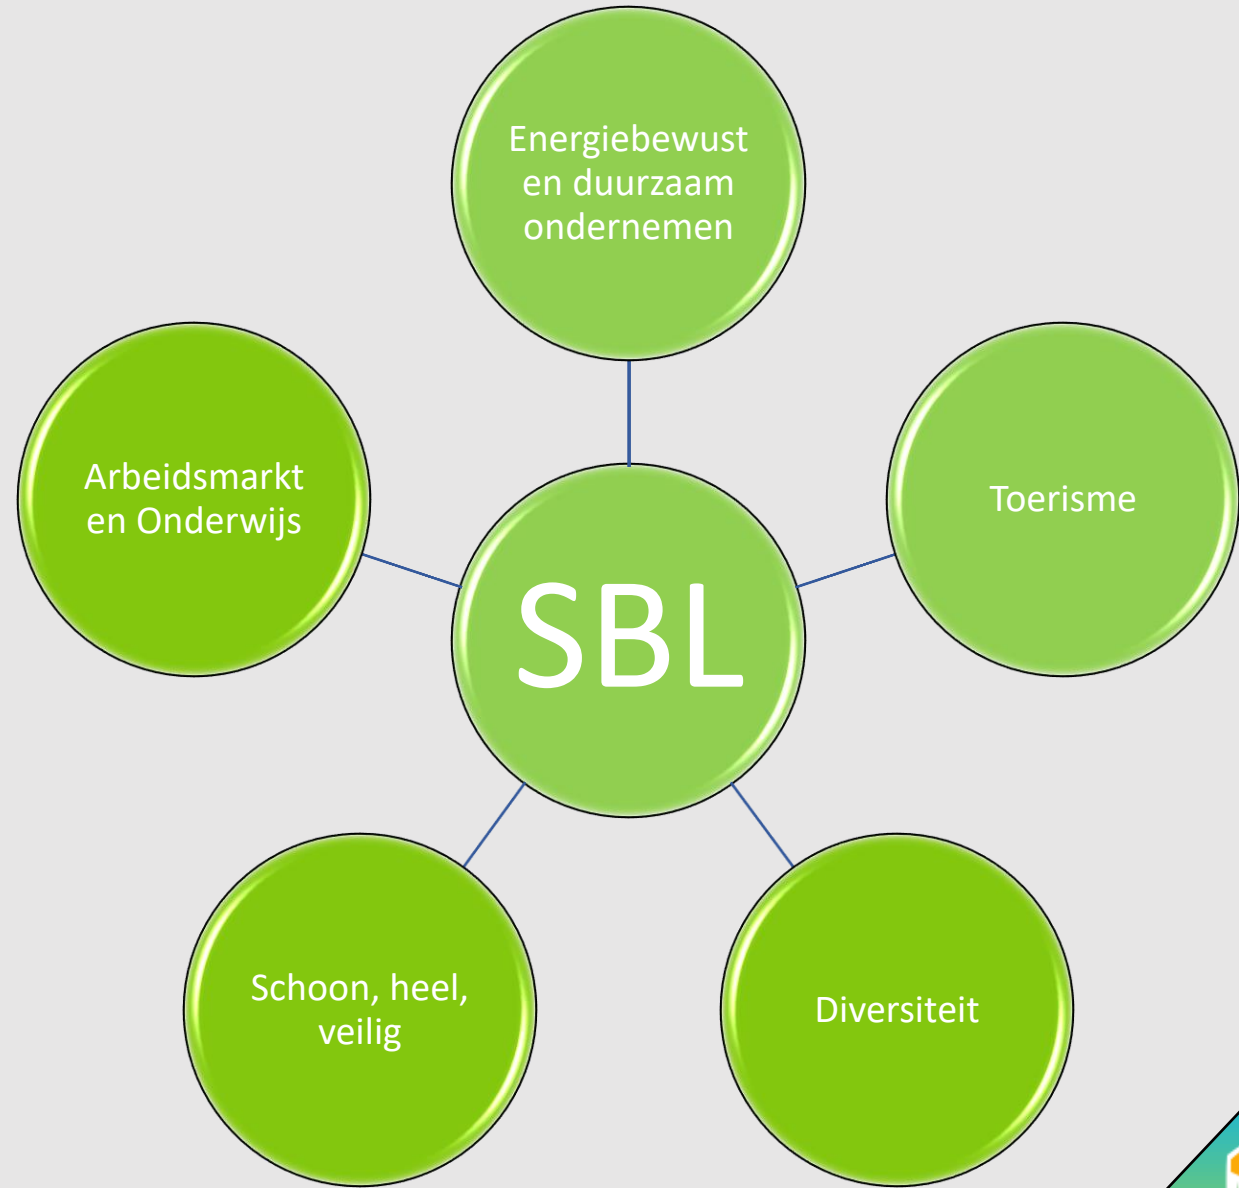 Energiebewust
en duurzaam
ondernemen
Arbeidsmarkt
en Onderwijs
Toerisme
SBL
Schoon, heel,
veilig
Diversiteit